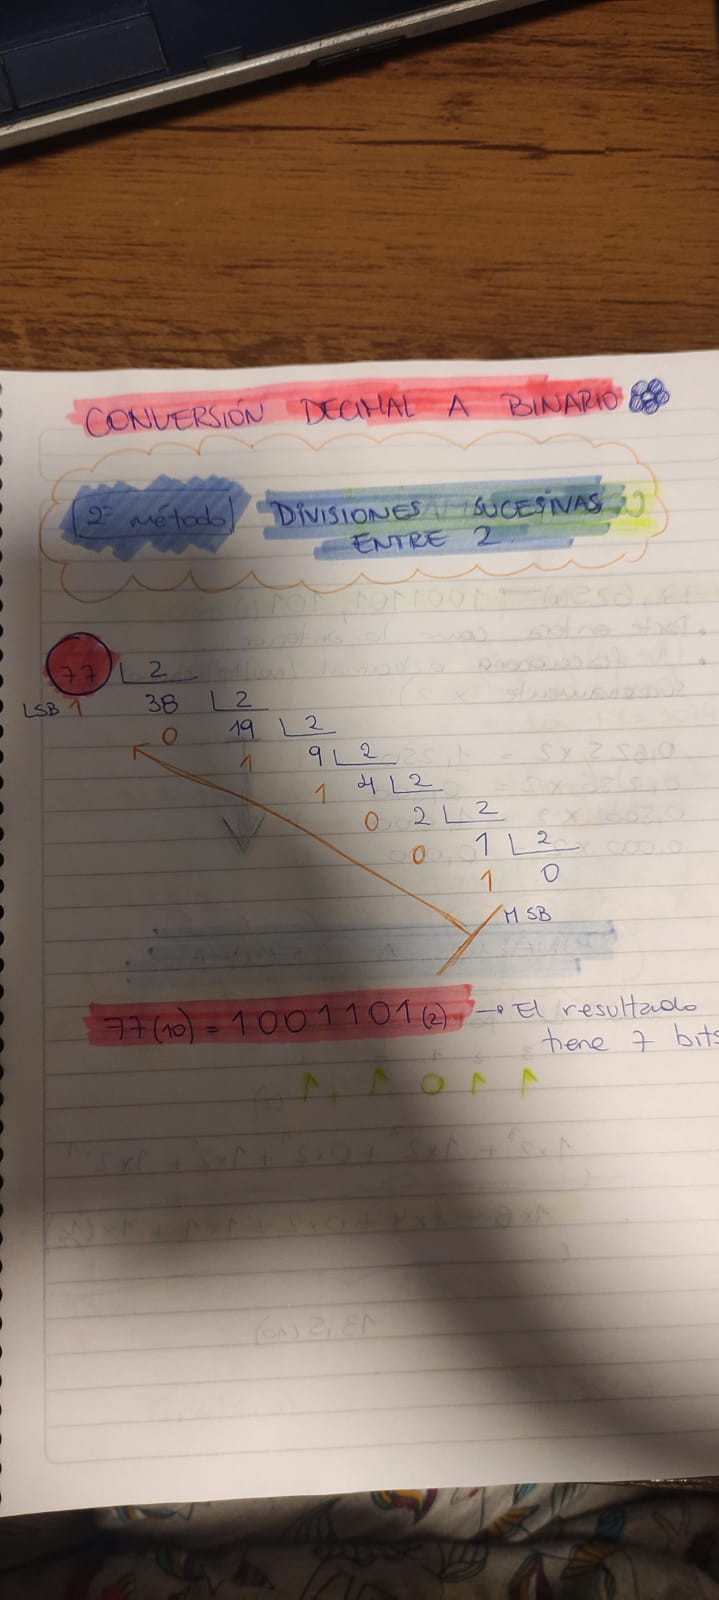 CONVERSIÓN DECIMAL A BINARIO
2º método DIVISIONES SUCESIVAS
ENTRE 2
77 2
LSB 1 38 2
0 19 2
1 9 2
1 4 2
0 2 2
0 1 2
1 0
MSB
77(10) = 1001101(2) → El resultado
tiene 7 bits